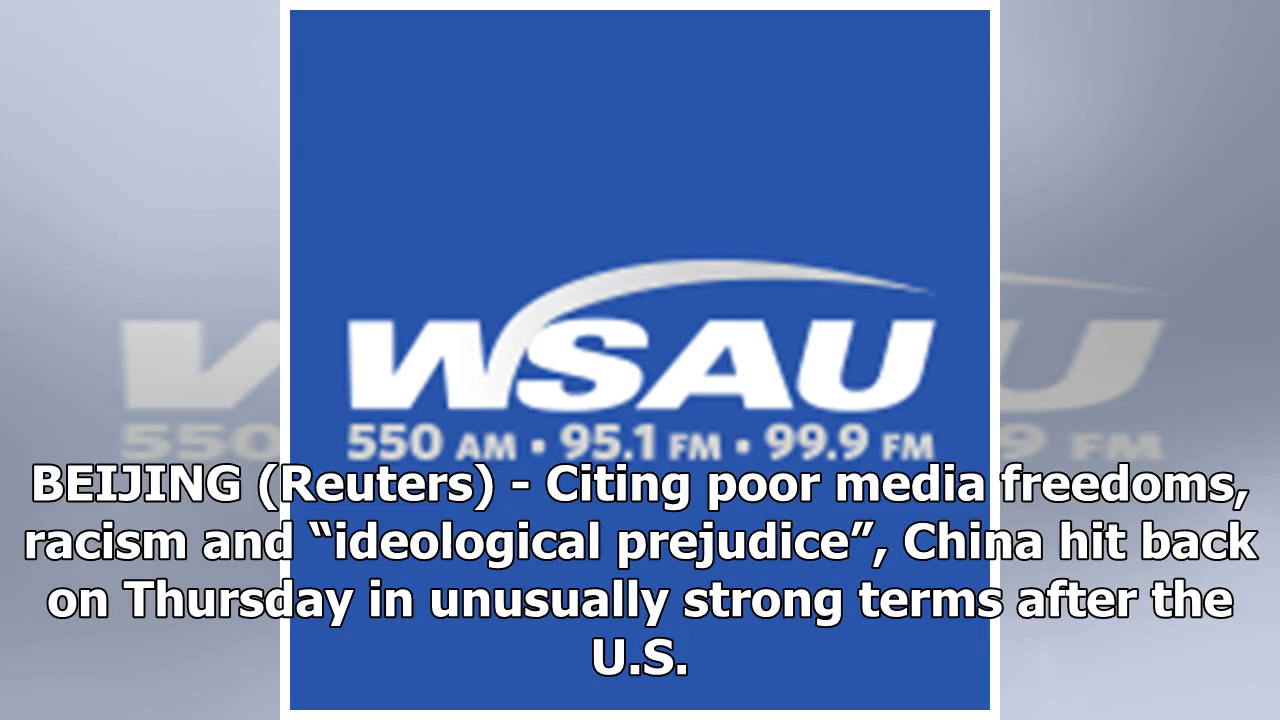 WSAU
550 AM • 95.1 FM • 99.9 FM
BEIJING (Reuters) - Citing poor media freedoms,
racism and “ideological prejudice”, China hit back
on Thursday in unusually strong terms after the
U.S.